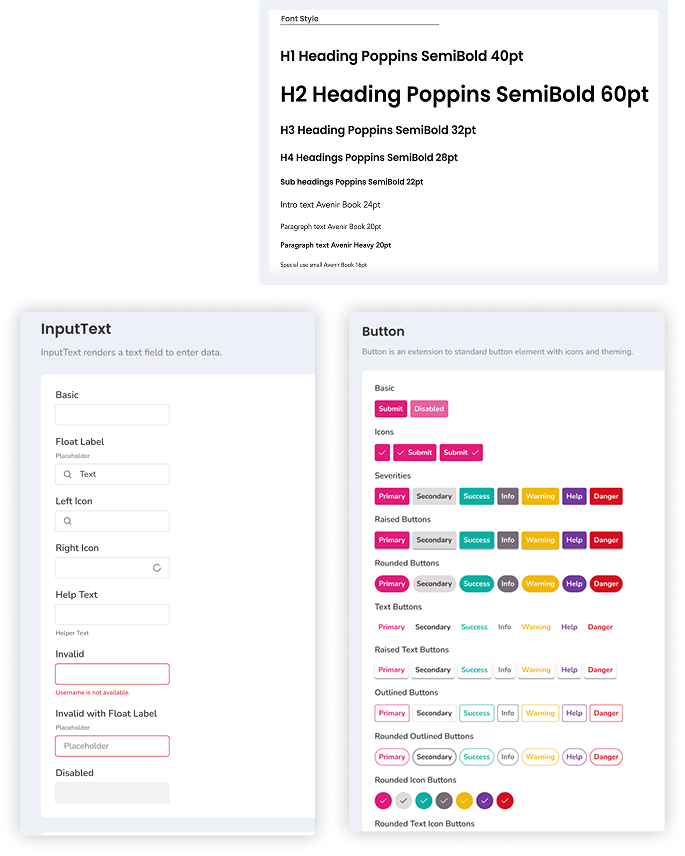 Font Style
H1 Heading Poppins SemiBold 40pt
H2 Heading Poppins SemiBold 60pt
H3 Heading Poppins SemiBold 32pt
H4 Headings Poppins SemiBold 28pt
Sub headings Poppins SemiBold 22pt
Intro text Avenir Book 24pt
Paragraph text Avenir Book 20pt
Paragraph text Avenir Heavy 20pt
Special use small Avenir Book 16pt
InputText
InputText renders a text field to enter data.
Basic
Float Label
Placeholder
Text
Left Icon
Right Icon
Help Text
Helper Text
Invalid
Username is not available.
Invalid with Float Label
Placeholder
Placeholder
Disabled
Button
Button is an extension to standard button element with icons and theming.
Basic
Submit Disabled
Icons
Submit Submit
Severities
Primary Secondary Success Info Warning Help Danger
Raised Buttons
Primary Secondary Success Info Warning Help Danger
Rounded Buttons
Primary Secondary Success Info Warning Help Danger
Text Buttons
Primary Secondary Success Info Warning Help Danger
Raised Text Buttons
Primary Secondary Success Info Warning Help Danger
Outlined Buttons
Primary Secondary Success Info Warning Help Danger
Rounded Outlined Buttons
Primary Secondary Success Info Warning Help Danger
Rounded Icon Buttons
Rounded Text Icon Buttons